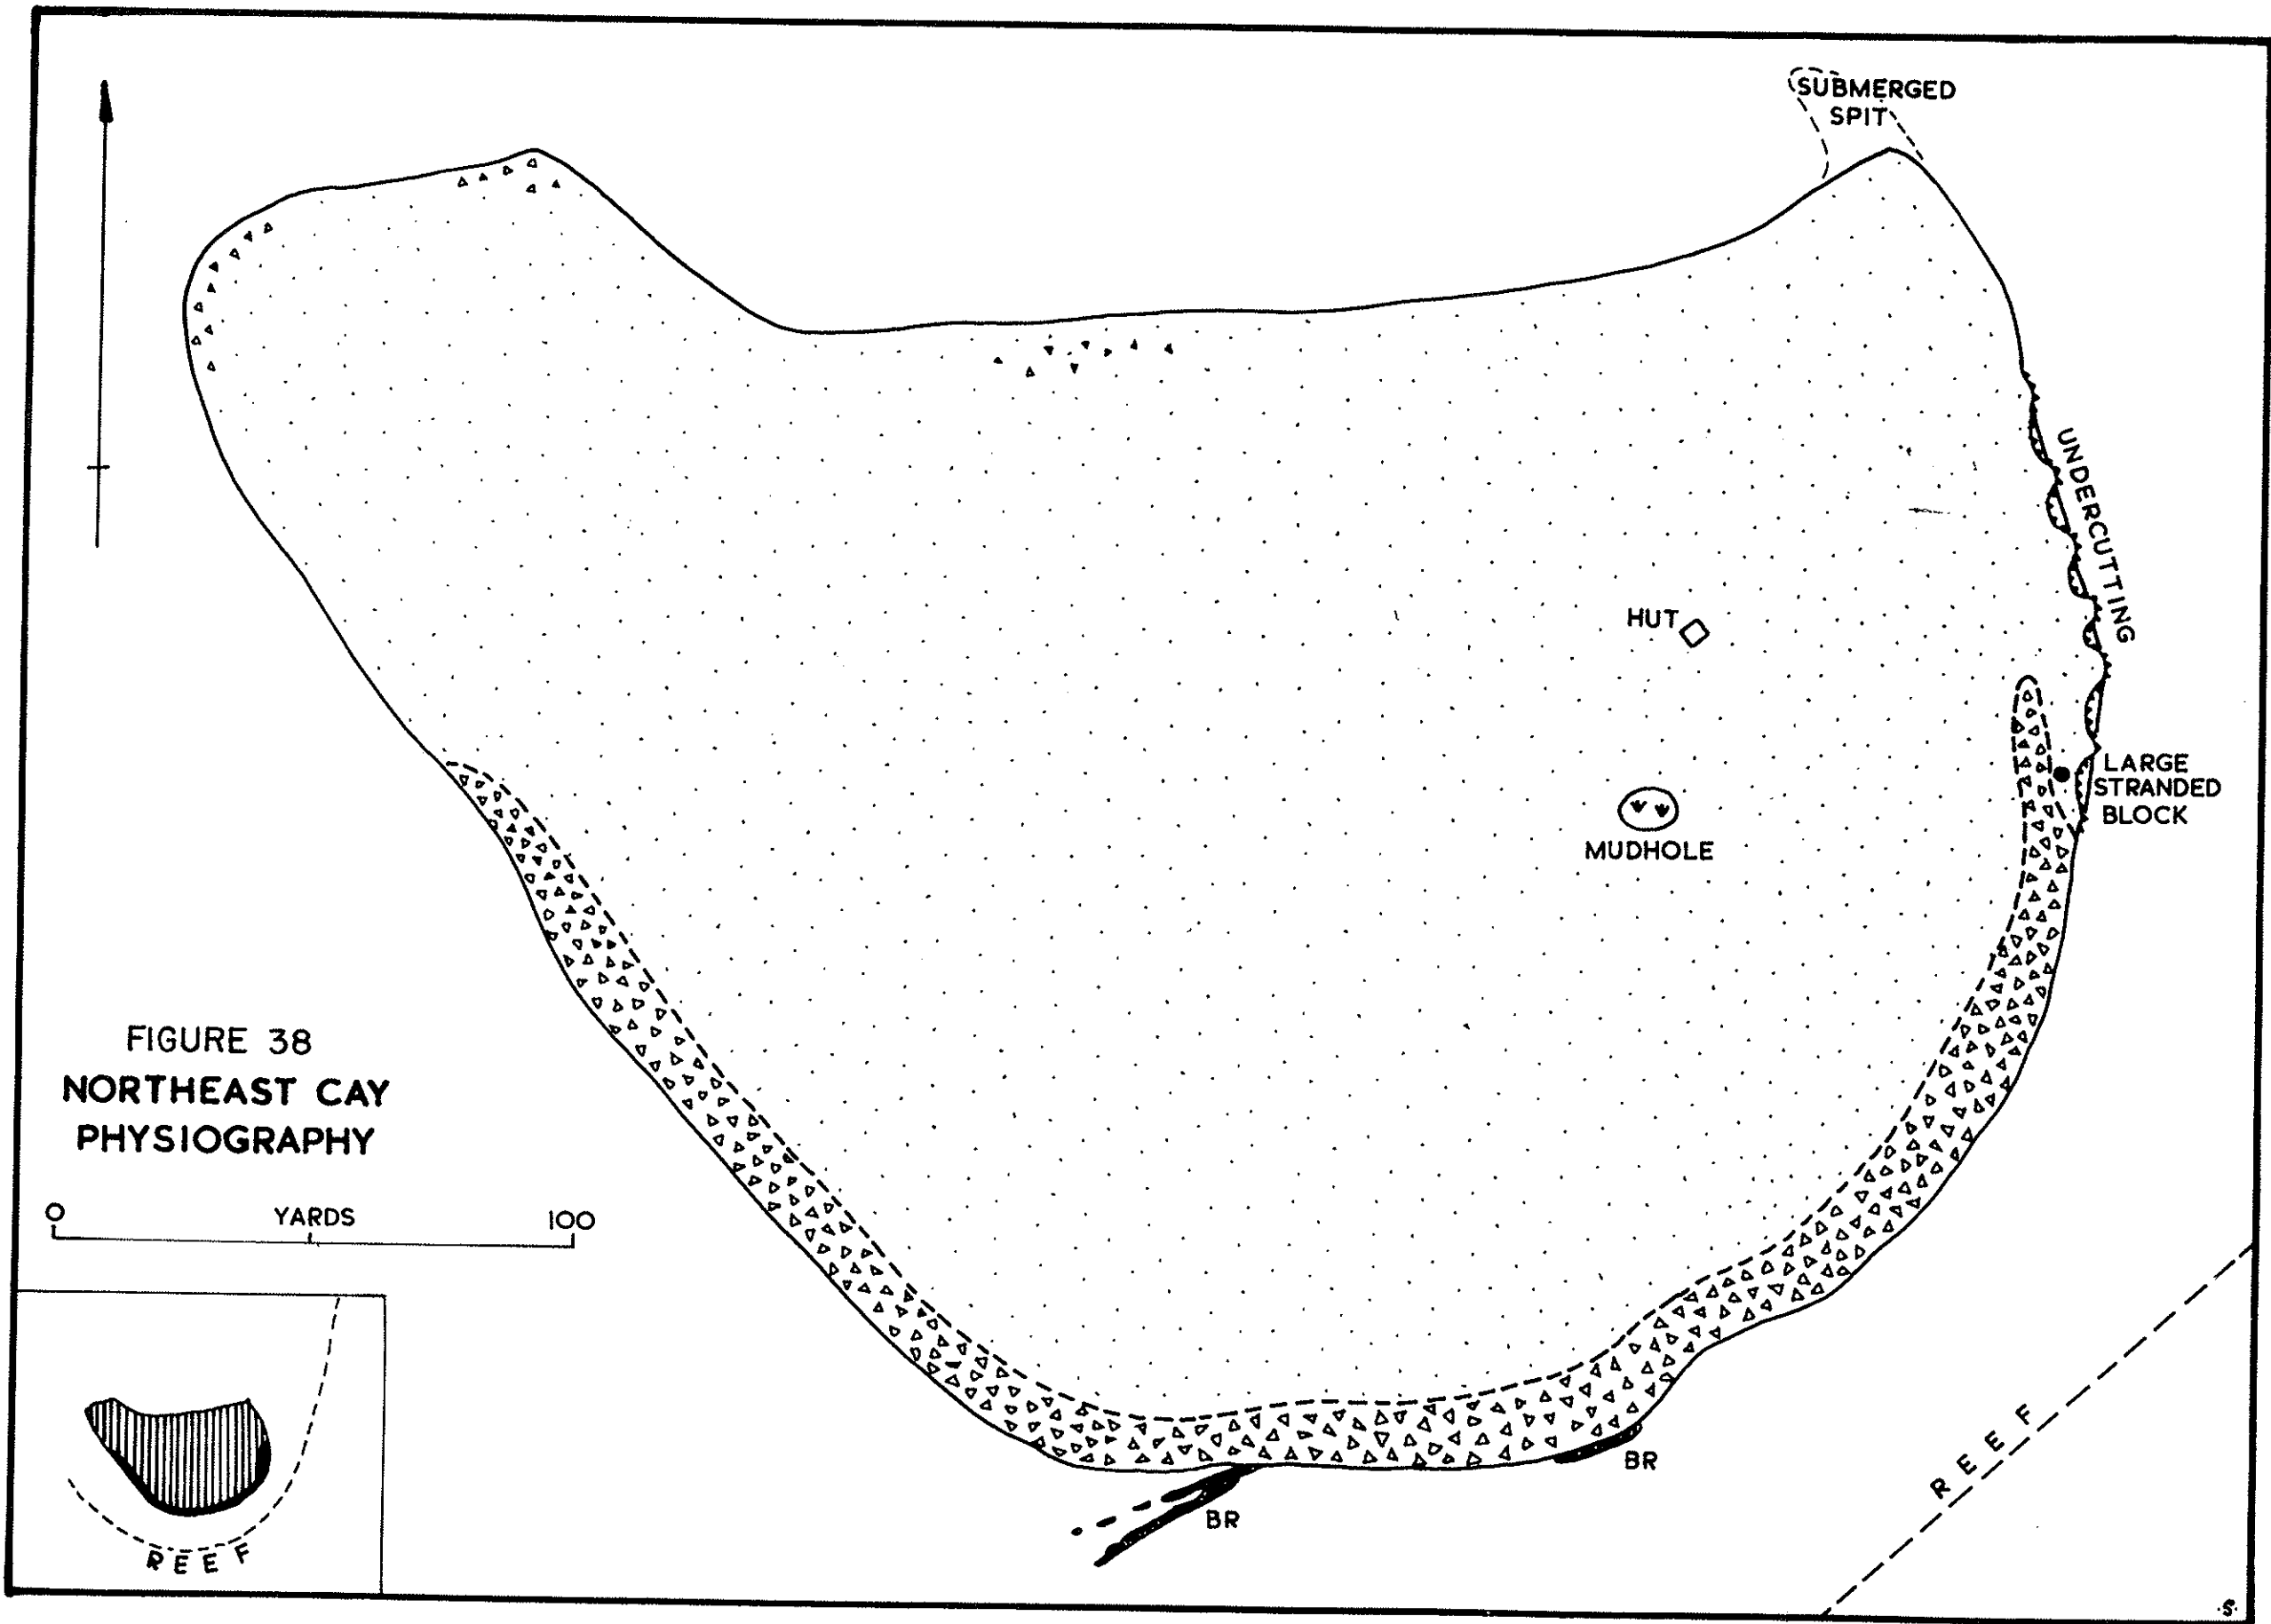 SUBMERGED
SPIT
UNDERCUTTING
HUT
LARGE
STRANDED
BLOCK
MUDHOLE
FIGURE 38
NORTHEAST CAY
PHYSIOGRAPHY
0 YARDS 100
BR
BR
REEF
REEF
·S·